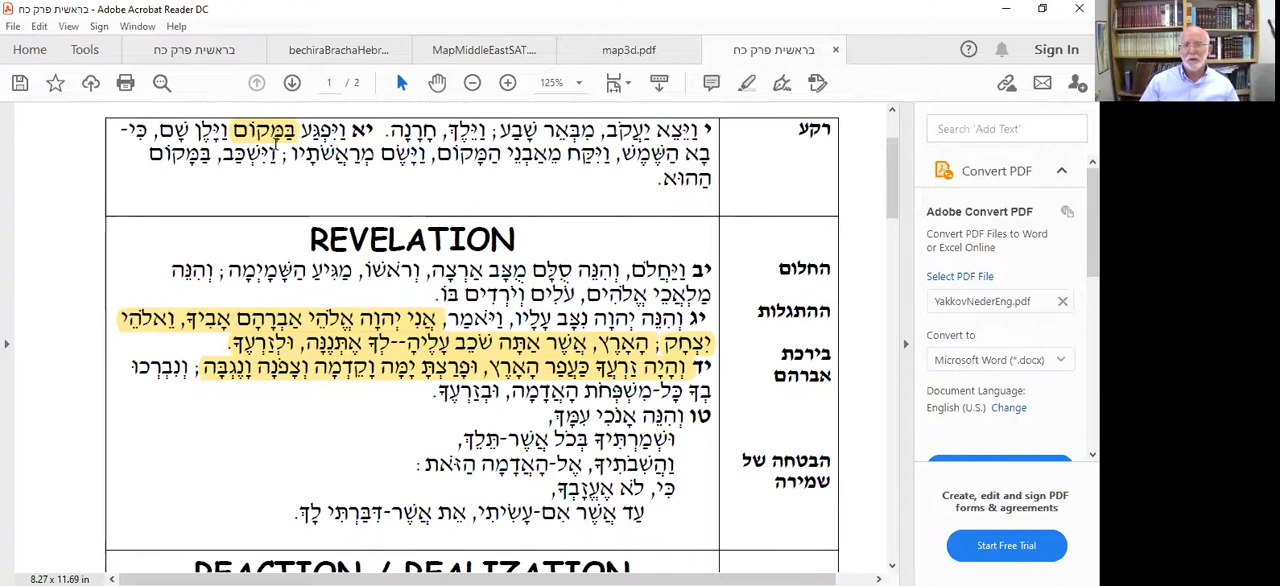 בראשית פרק כח - Adobe Acrobat Reader DC
File Edit View Sign Window Help
Home Tools בראשית פרק כח bechiraBrachaHebr... MapMiddleEastSAT.... map3d.pdf בראשית פרק כח × Sign In
1 / 2 125%
רקע
י וַיֵּצֵא יַעֲקֹב, מִבְּאֵר שָׁבַע; וַיֵּלֶךְ, חָרָנָה. יא וַיִּפְגַּע בַּמָּקוֹם וַיָּלֶן שָׁם, כִּי-
בָא הַשֶּׁמֶשׁ, וַיִּקַּח מֵאַבְנֵי הַמָּקוֹם, וַיָּשֶׂם מְרַאֲשֹׁתָיו; וַיִּשְׁכַּב, בַּמָּקוֹם
הַהוּא.
REVELATION
החלום
יב וַיַּחֲלֹם, וְהִנֵּה סֻלָּם מֻצָּב אַרְצָה, וְרֹאשׁוֹ, מַגִּיעַ הַשָּׁמָיְמָה; וְהִנֵּה
מַלְאֲכֵי אֱלֹהִים, עֹלִים וְיֹרְדִים בּוֹ.
ההתגלות
יג וְהִנֵּה יְהוָה נִצָּב עָלָיו, וַיֹּאמַר, אֲנִי יְהוָה אֱלֹהֵי אַבְרָהָם אָבִיךָ, וֵאלֹהֵי
יִצְחָק; הָאָרֶץ, אֲשֶׁר אַתָּה שֹׁכֵב עָלֶיהָ--לְךָ אֶתְּנֶנָּה, וּלְזַרְעֶךָ.
בירכת
אברהם
יד וְהָיָה זַרְעֲךָ כַּעֲפַר הָאָרֶץ, וּפָרַצְתָּ יָמָּה וָקֵדְמָה וְצָפֹנָה וָנֶגְבָּה; וְנִבְרְכוּ
בְךָ כָּל-מִשְׁפְּחֹת הָאֲדָמָה, וּבְזַרְעֶךָ.
טו וְהִנֵּה אָנֹכִי עִמָּךְ,
וּשְׁמַרְתִּיךָ בְּכֹל אֲשֶׁר-תֵּלֵךְ,
הבטחה של
שמירה
וַהֲשִׁבֹתִיךָ, אֶל-הָאֲדָמָה הַזֹּאת:
כִּי, לֹא אֶעֱזָבְךָ,
עַד אֲשֶׁר אִם-עָשִׂיתִי, אֵת אֲשֶׁר-דִּבַּרְתִּי לָךְ.
REACTION / REALIZATION
8.27 x 11.69 in
Search 'Add Text'
Convert PDF
Adobe Convert PDF
Convert PDF Files to Word
or Excel Online
Select PDF File
YakkovNederEng.pdf
Convert to
Microsoft Word (*.docx)
Document Language:
English (U.S.) Change
Create, edit and sign PDF
forms & agreements
Start Free Trial